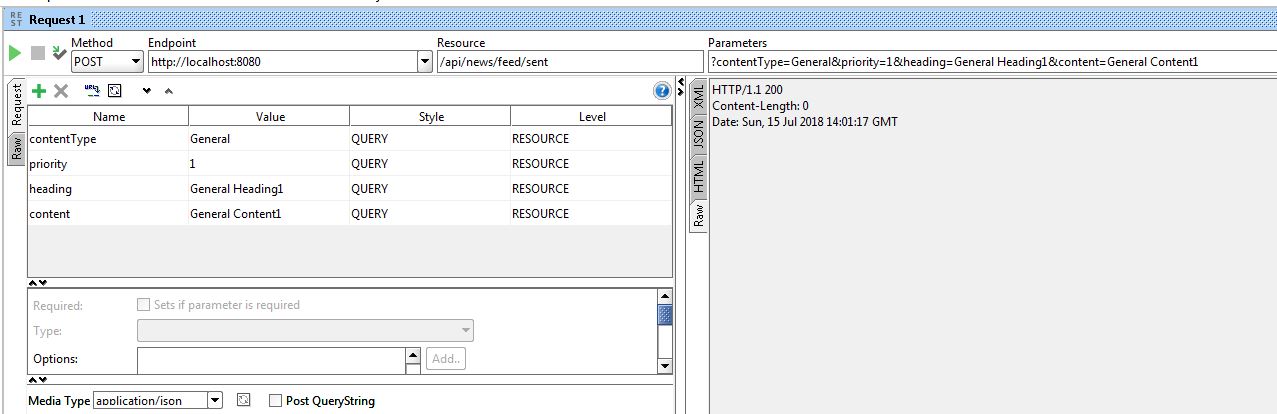 RE ST Request 1
Method Endpoint Resource Parameters
POST http://localhost:8080 /api/news/feed/sent ?contentType=General&priority=1&heading=General Heading1&content=General Content1
Request
Raw
Name Value Style Level
contentType General QUERY RESOURCE
priority 1 QUERY RESOURCE
heading General Heading1 QUERY RESOURCE
content General Content1 QUERY RESOURCE
Required: Sets if parameter is required
Type:
Options: Add..
Media Type application/json Post QueryString
XML
JSON
HTML
Raw
HTTP/1.1 200
Content-Length: 0
Date: Sun, 15 Jul 2018 14:01:17 GMT